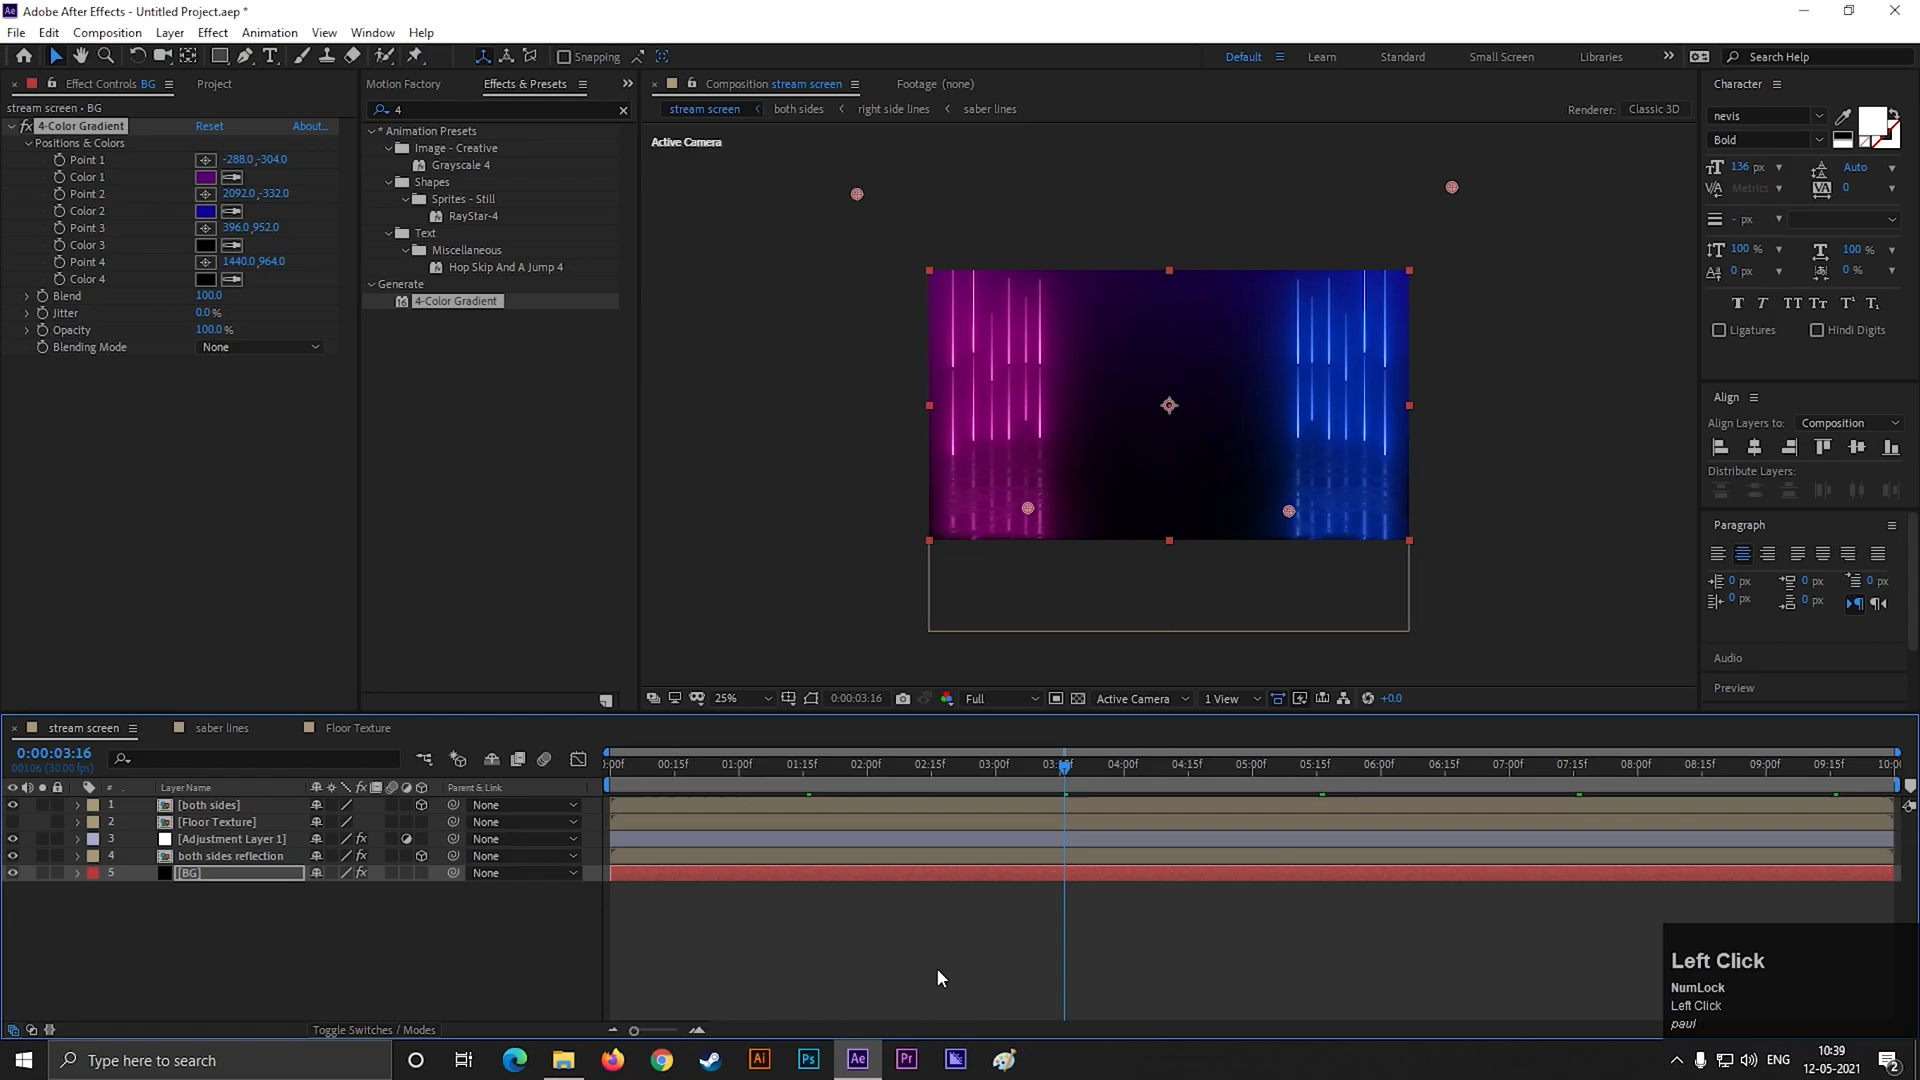 Adobe After Effects - Untitled Project.aep *
File Edit Composition Layer Effect Animation View Window Help
Snapping
Default Learn Standard Small Screen Libraries Search Help
Effect Controls BG Project
stream screen • BG
4-Color Gradient Reset About...
Positions & Colors
Point 1 -288.0,-304.0
Color 1
Point 2 2092.0,-332.0
Color 2
Point 3 396.0,952.0
Color 3
Point 4 1440.0,964.0
Color 4
Blend 100.0
Jitter 0.0 %
Opacity 100.0 %
Blending Mode None
Motion Factory Effects & Presets
4
* Animation Presets
Image - Creative
Grayscale 4
Shapes
Sprites - Still
RayStar-4
Text
Miscellaneous
Hop Skip And A Jump 4
Generate
4-Color Gradient
Composition stream screen Footage (none)
stream screen both sides right side lines saber lines
Renderer: Classic 3D
Active Camera
25% 0:00:03:16 Full Active Camera 1 View +0.0
Character
nevis
Bold
136 px Auto
Metrics 0
- px
100 % 100 %
0 px 0 %
Ligatures Hindi Digits
Align
Align Layers to: Composition
Distribute Layers:
Paragraph
0 px 0 px 0 px
0 px 0 px
Audio
Preview
stream screen saber lines Floor Texture
0:00:03:16
00106 (30.00 fps)
# Layer Name Parent & Link
1 [both sides] None
2 [Floor Texture] None
3 [Adjustment Layer 1] None
4 both sides reflection None
5 [BG] None
:00f 00:15f 01:00f 01:15f 02:00f 02:15f 03:00f 04:00f 04:15f 05:00f 05:15f 06:00f 06:15f 07:00f 07:15f 08:00f 08:15f 09:00f 09:15f 10:00
Toggle Switches / Modes
Left Click
NumLock
Left Click
paul
Type here to search
Ai Ps Ae Pr
ENG
10:39
12-05-2021
2